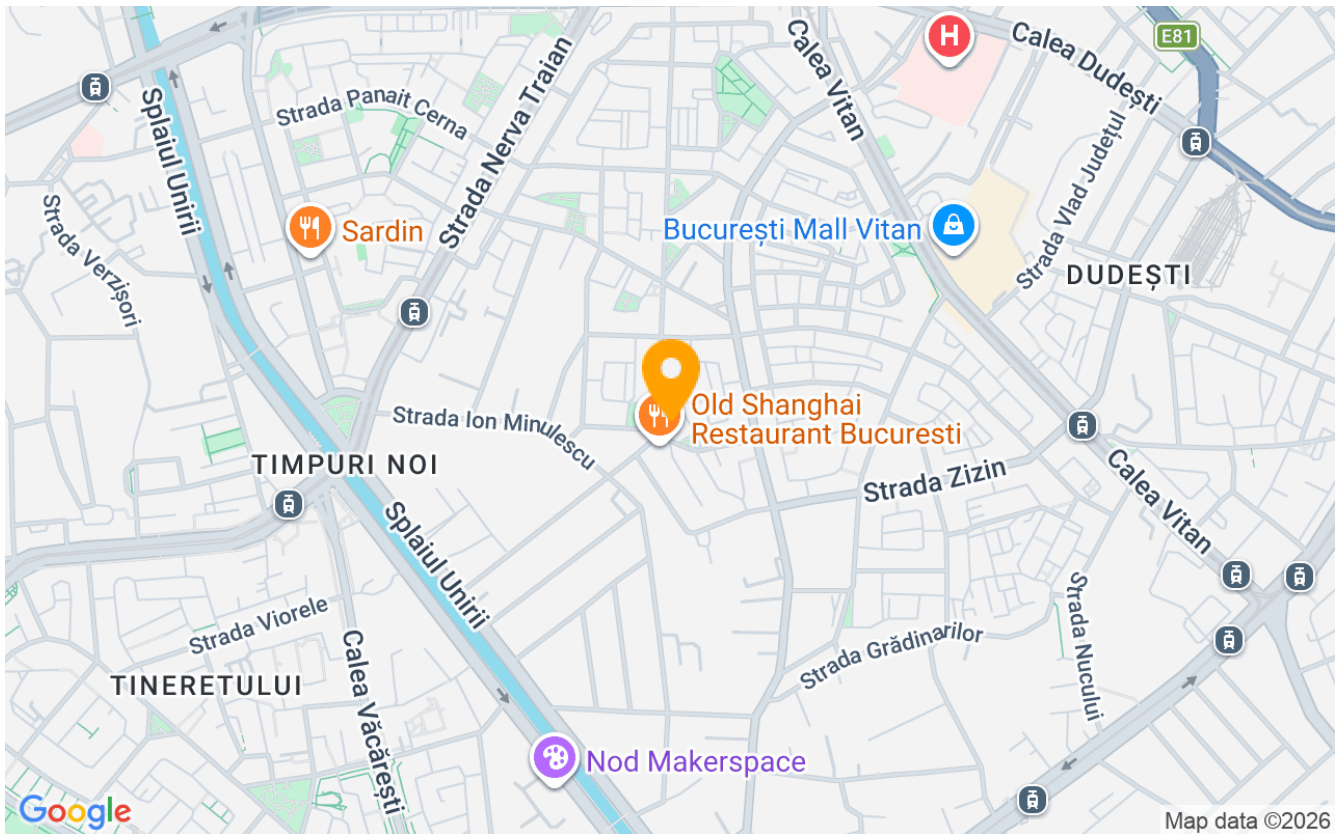 Calea Vitan
H
Calea Dudești
E81
Strada Panait Cerna
Splaiul Unirii
Strada Nerva Traian
Strada Vlad Județul
Strada Verzișori
Sardin
București Mall Vitan
DUDEȘTI
Strada Ion Minulescu
Old Shanghai
Restaurant Bucuresti
TIMPURI NOI
Strada Zizin
Calea Vitan
Splaiul Unirii
Strada Viorele
Strada Grădinarilor
Strada Nucului
TINERETULUI
Calea Văcărești
Nod Makerspace
Google
Map data ©2026